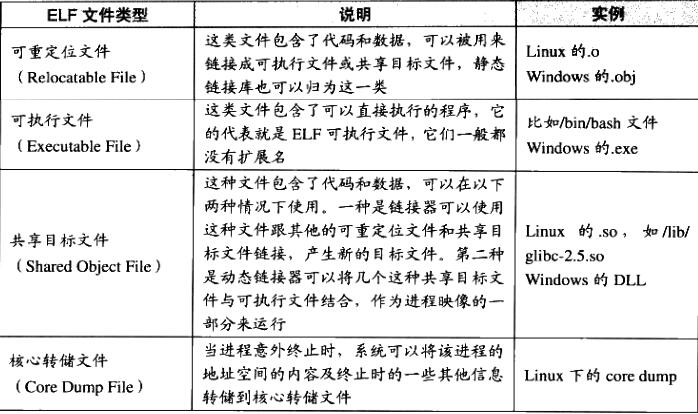 ELF 文件类型 说明 实例
可重定位文件
（Relocatable File）
这类文件包含了代码和数据，可以被用来
链接成可执行文件或共享目标文件，静态
链接库也可以归为这一类
Linux 的.o
Windows 的.obj
可执行文件
（Executable File）
这类文件包含了可以直接执行的程序，它
的代表就是 ELF 可执行文件，它们一般都
没有扩展名
比如/bin/bash 文件
Windows 的.exe
共享目标文件
（Shared Object File）
这种文件包含了代码和数据，可以在以下
两种情况下使用。一种是链接器可以使用
这种文件跟其他的可重定位文件和共享目
标文件链接，产生新的目标文件。第二种
是动态链接器可以将几个这种共享目标文
件与可执行文件结合，作为进程映像的一
部分来运行
Linux 的 .so，如 /lib/
glibc-2.5.so
Windows 的 DLL
核心转储文件
（Core Dump File）
当进程意外终止时，系统可以将该进程的
地址空间的内容及终止时的一些其他信息
转储到核心转储文件
Linux 下的 core dump